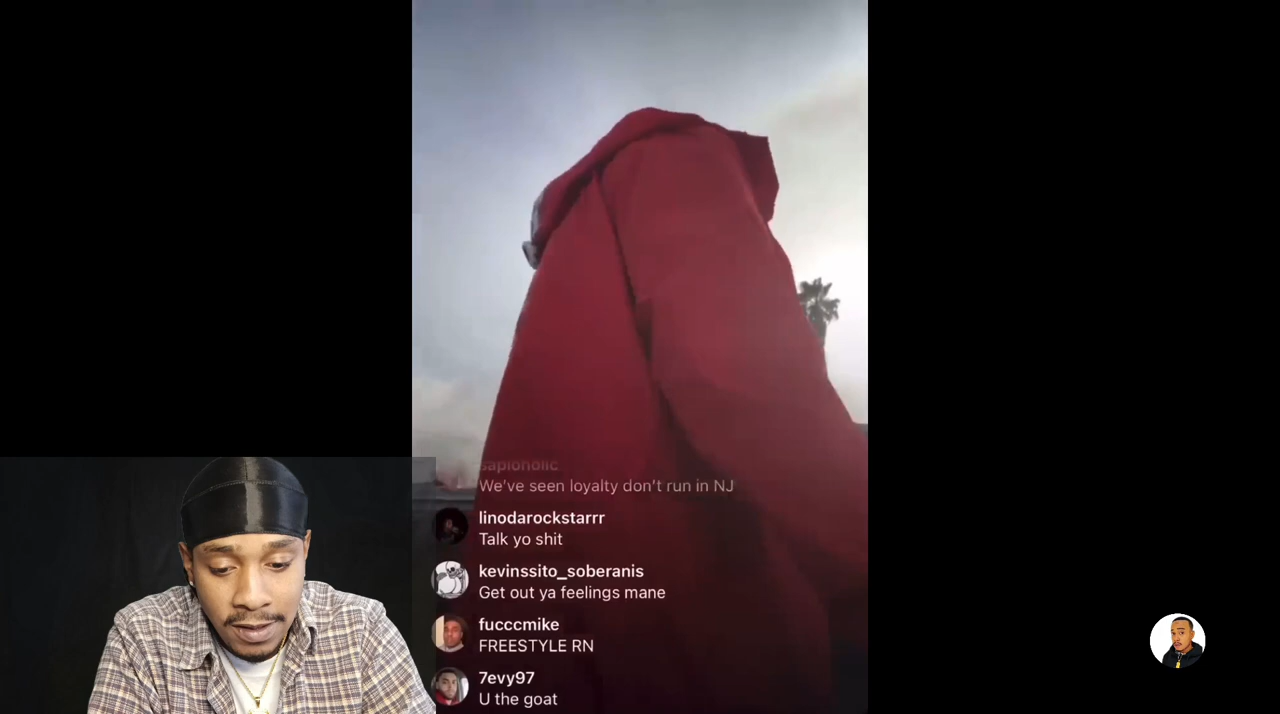 sapioholic
We've seen loyalty don't run in NJ
linodarockstarrr
Talk yo shit
kevinssito_soberanis
Get out ya feelings mane
fucccmike
FREESTYLE RN
7evy97
U the goat